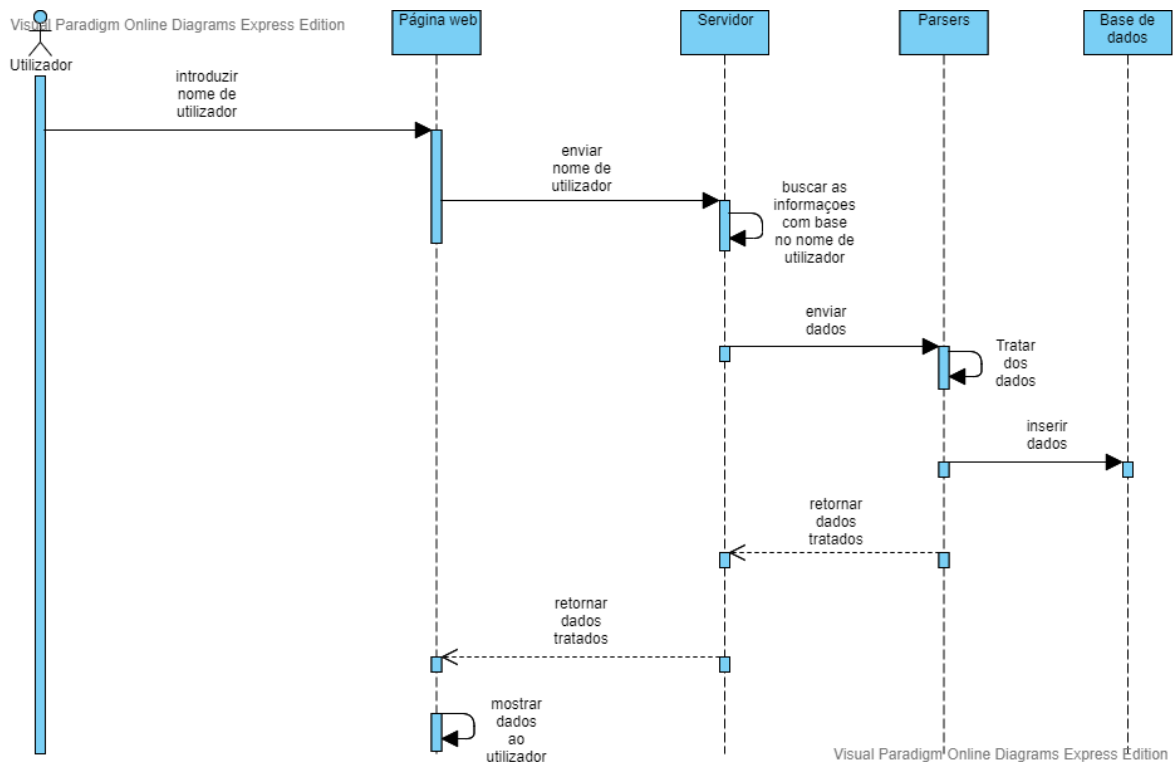 Visual Paradigm Online Diagrams Express Edition
Utilizador
Página web
Servidor
Parsers
Base de
dados
introduzir
nome de
utilizador
enviar
nome de
utilizador
buscar as
informaçoes
com base
no nome de
utilizador
enviar
dados
Tratar
dos
dados
inserir
dados
retornar
dados
tratados
retornar
dados
tratados
mostrar
dados
ao
utilizador
Visual Paradigm Online Diagrams Express Edition